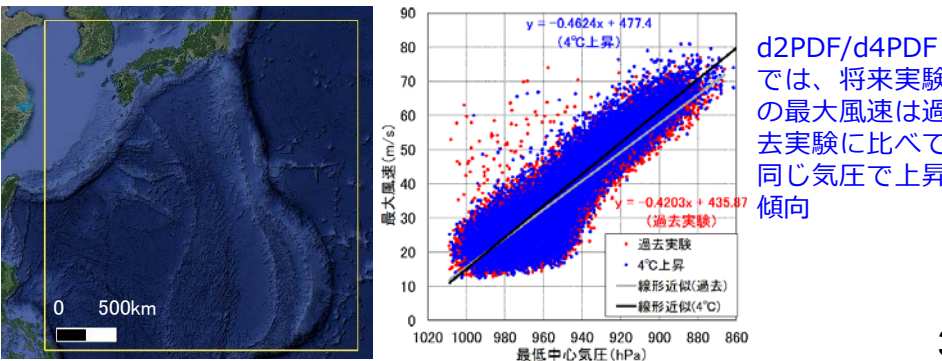 0 500km
90
80
70
60
50
40
30
20
10
0
最大風速(m/s)
y = -0.4624x + 477.4
(4℃上昇)
y = -0.4203x + 435.87
(過去実験)
過去実験
4℃上昇
線形近似(過去)
線形近似(4℃)
1020 1000 980 960 940 920 900 880 860
最低中心気圧(hPa)
d2PDF/d4PDF
では、将来実験
の最大風速は過
去実験に比べて
同じ気圧で上昇
傾向